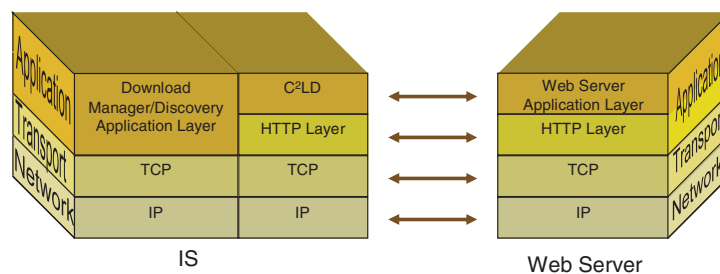 Application
Transport
Network
Download
Manager/Discovery
Application Layer
C²LD
HTTP Layer
TCP
TCP
IP
IP
IS
Web Server
Application Layer
HTTP Layer
TCP
IP
Application
Transport
Network
Web Server